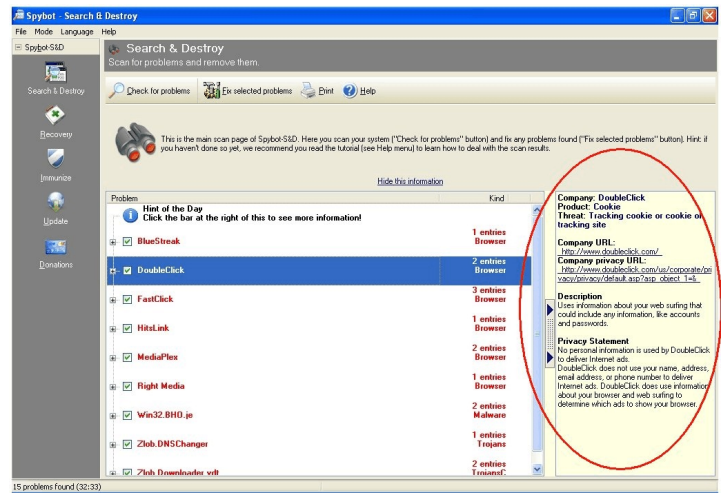 Spybot - Search & Destroy
File Mode Language Help
Spybot-S&D
Search & Destroy
Recovery
Immunize
Update
Donations
Search & Destroy
Scan for problems and remove them.
Check for problems Fix selected problems Print Help
This is the main scan page of Spybot-S&D. Here you scan your system ("Check for problems" button) and fix any problems found ("Fix selected problems" button). Hint: if
you haven't done so yet, we recommend you read the tutorial (see Help menu) to learn how to deal with the scan results.
Hide this information
Problem Kind
Hint of the Day
Click the bar at the right of this to see more information!
BlueStreak 1 entries Browser
DoubleClick 2 entries Browser
FastClick 3 entries Browser
HitsLink 1 entries Browser
MediaPlex 2 entries Browser
Right Media 1 entries Browser
Win32.BHO.je 2 entries Malware
Zlob.DNSChanger 1 entries Trojans
Zlob.Downloader.vdt 2 entries TrojansC
Company: DoubleClick
Product: Cookie
Threat: Tracking cookie or cookie of
tracking site
Company URL:
http://www.doubleclick.com/
Company privacy URL:
http://www.doubleclick.com/us/corporate/pri
vacy/privacy/default.asp?asp_object_1=&
Description
Uses information about your web surfing that
could include any information, like accounts
and passwords.
Privacy Statement
No personal information is used by DoubleClick
to deliver Internet ads.
DoubleClick does not use your name, address,
email address, or phone number to deliver
Internet ads. DoubleClick does use information
about your browser and web surfing to
determine which ads to show your browser.
15 problems found (32:33)